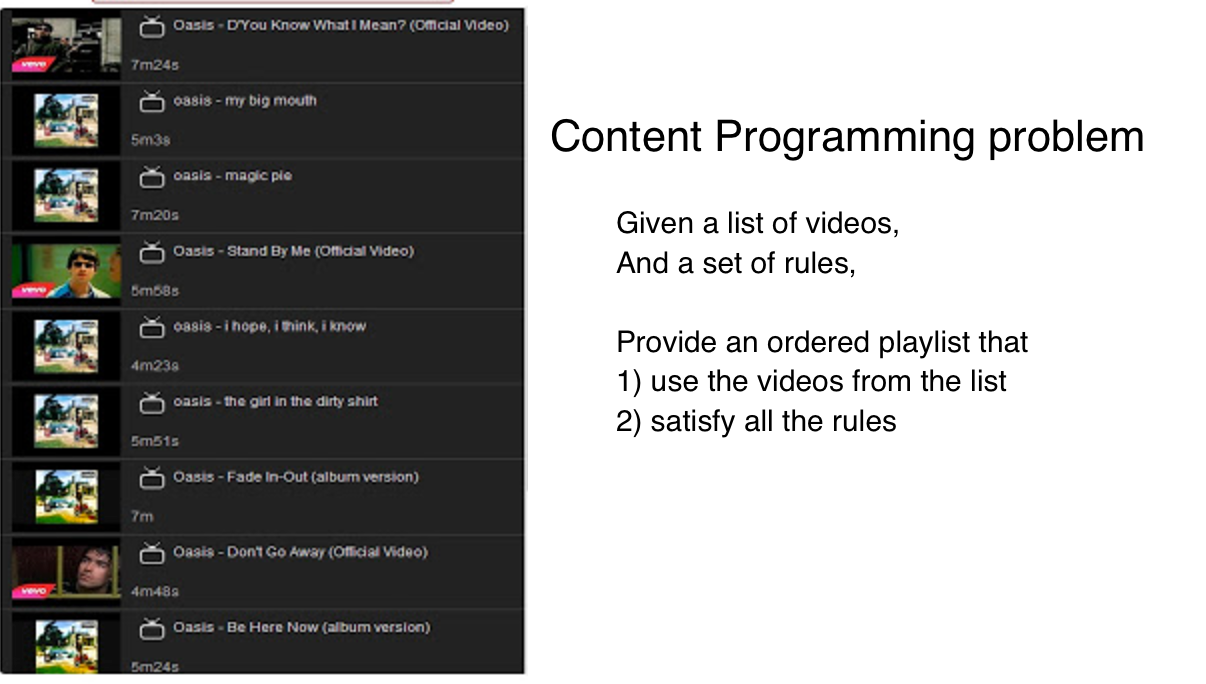 Oasis - D'You Know What I Mean? (Official Video)
vevo
7m24s
oasis - my big mouth
5m3s
oasis - magic pie
7m20s
Oasis - Stand By Me (Official Video)
vevo
5m58s
oasis - i hope, i think, i know
4m23s
oasis - the girl in the dirty shirt
5m51s
Oasis - Fade In-Out (album version)
7m
Oasis - Don't Go Away (Official Video)
vevo
4m48s
Oasis - Be Here Now (album version)
5m24s
Content Programming problem
Given a list of videos,
And a set of rules,
Provide an ordered playlist that
1) use the videos from the list
2) satisfy all the rules